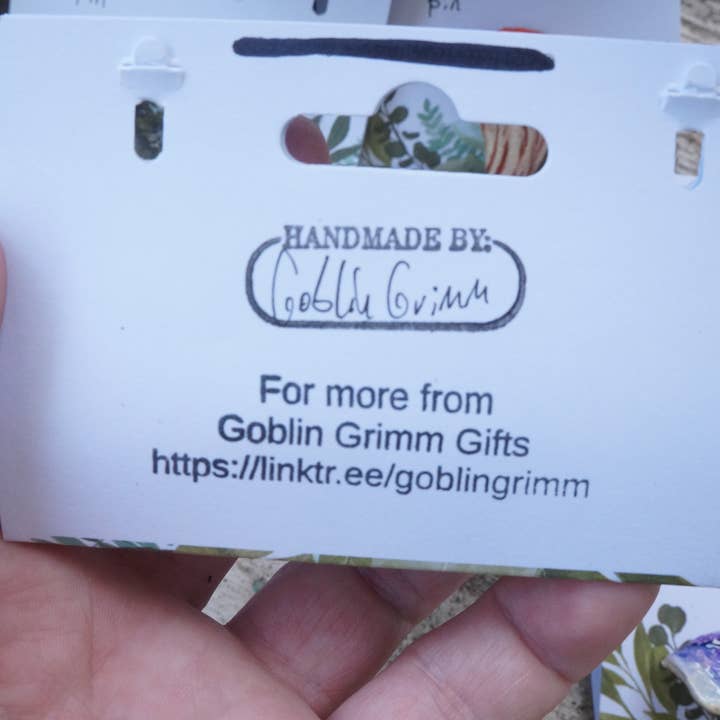 HANDMADE BY:
Goblin Grimm
For more from
Goblin Grimm Gifts
https://linktr.ee/goblingrimm